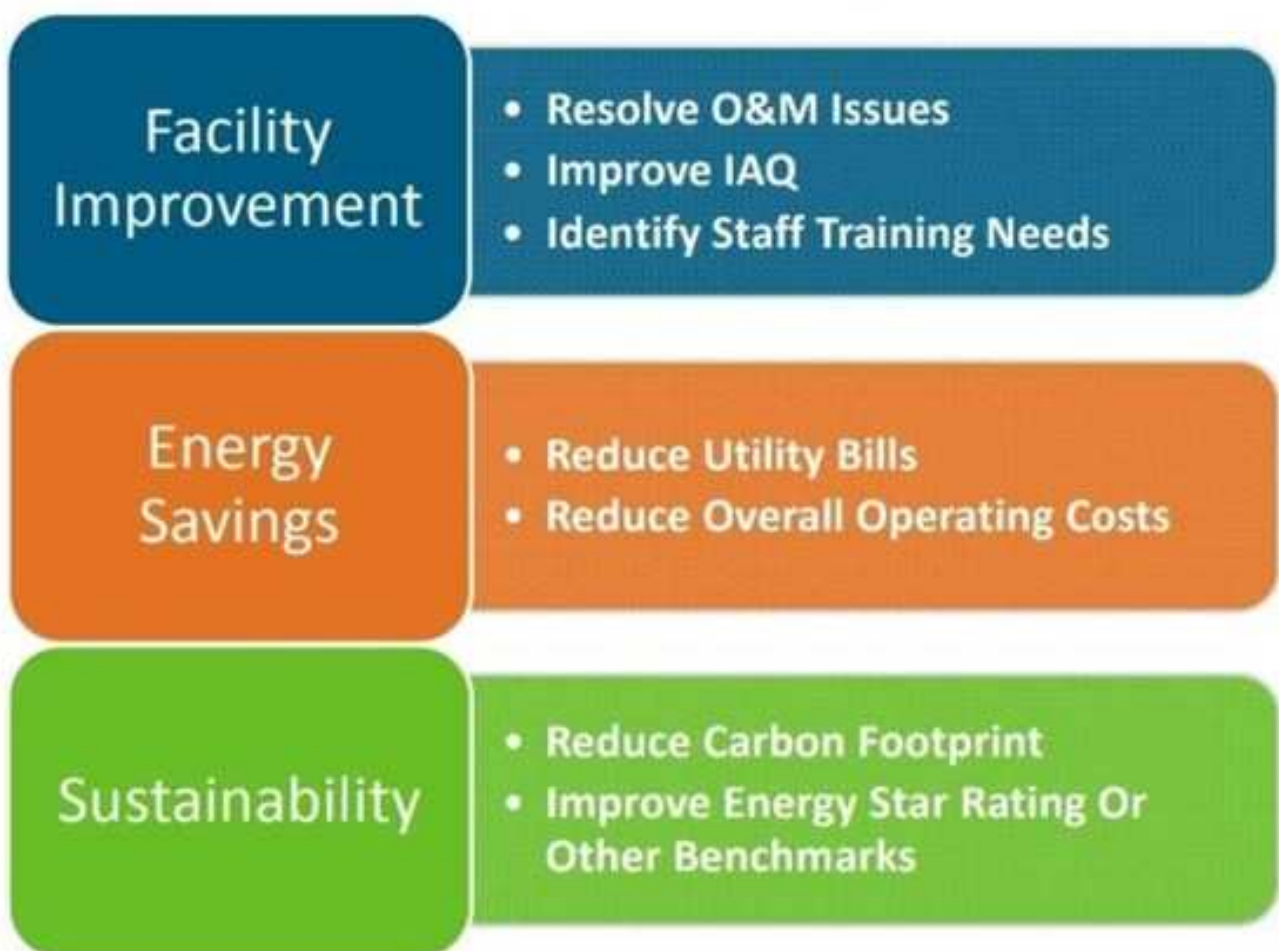 Facility
Improvement
• Resolve O&M Issues
• Improve IAQ
• Identify Staff Training Needs
Energy
Savings
• Reduce Utility Bills
• Reduce Overall Operating Costs
Sustainability
• Reduce Carbon Footprint
• Improve Energy Star Rating Or
Other Benchmarks